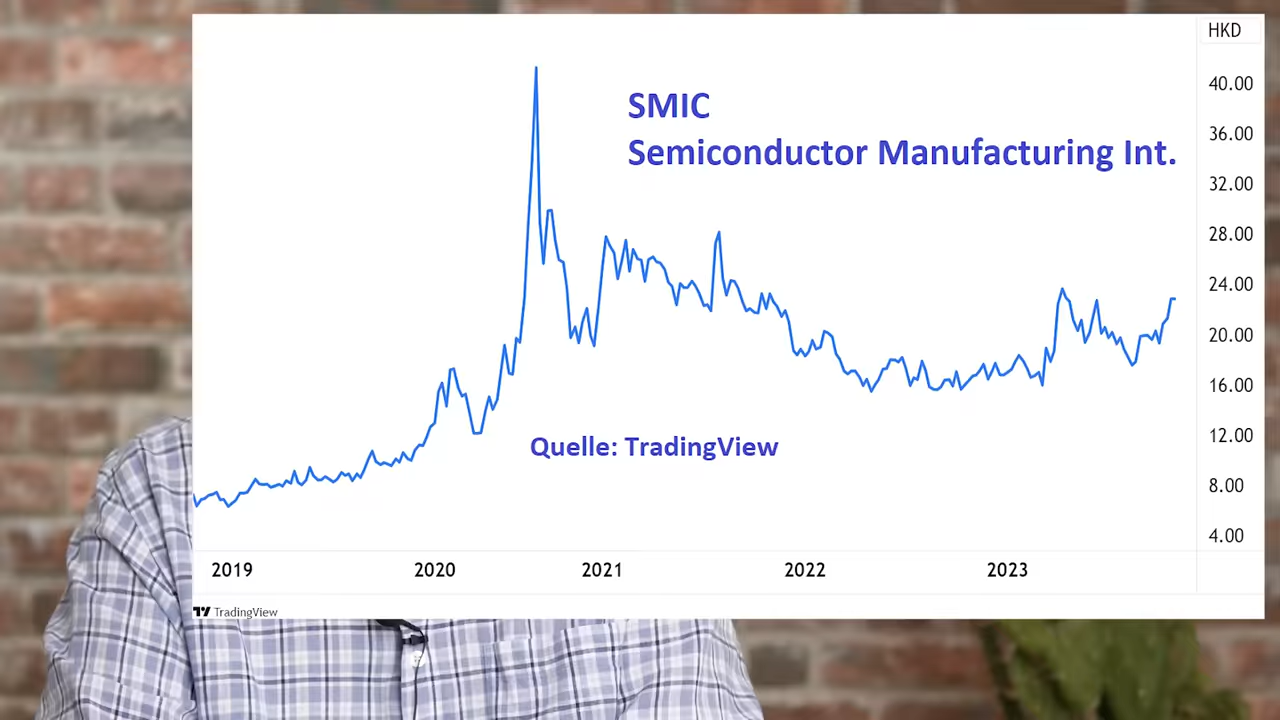 HKD
SMIC
Semiconductor Manufacturing Int.
40.00
36.00
32.00
28.00
24.00
20.00
16.00
12.00
8.00
4.00
Quelle: TradingView
2019 2020 2021 2022 2023
TradingView